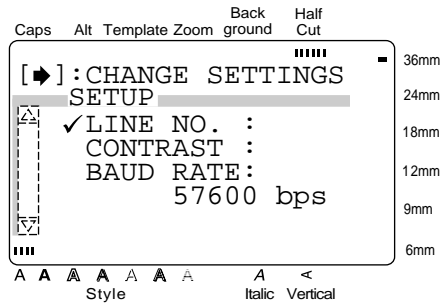 Caps Alt Template Zoom Back ground Half Cut
[➡]:CHANGE SETTINGS
SETUP
✓LINE NO. :
CONTRAST :
BAUD RATE:
57600 bps
36mm
24mm
18mm
12mm
9mm
6mm
A A A A A A A A A
Style Italic Vertical